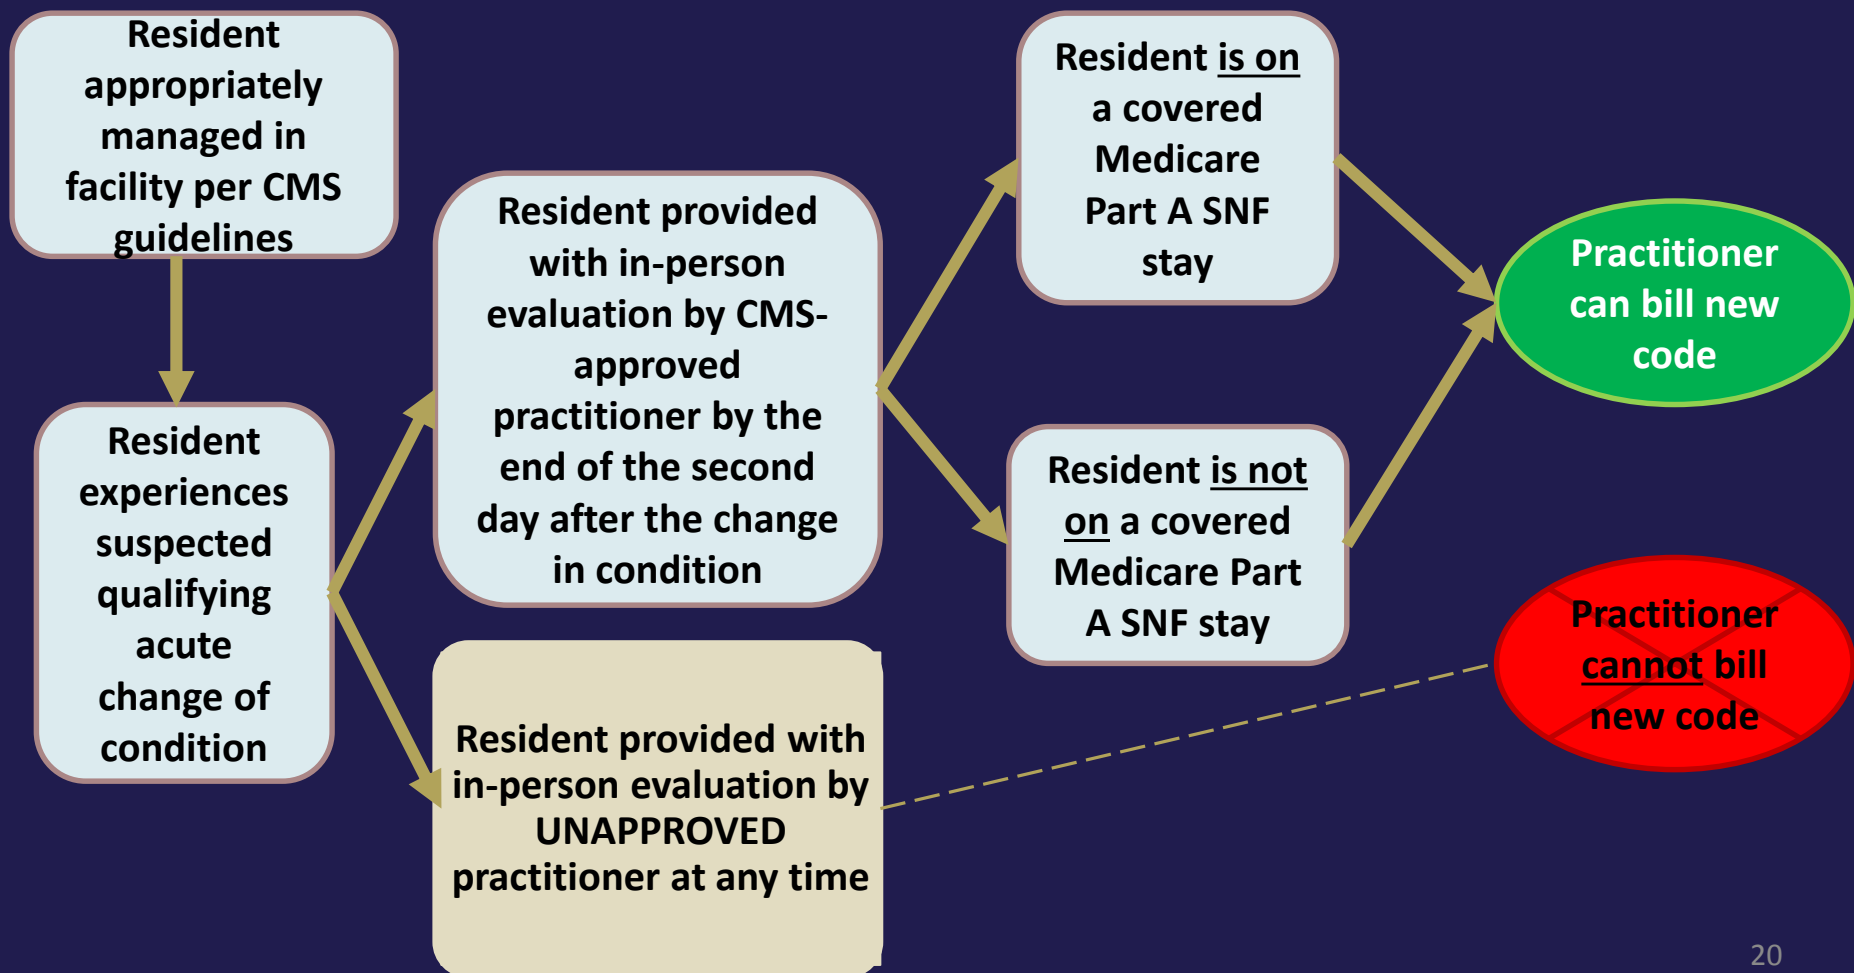 Resident
appropriately
managed in
facility per CMS
guidelines
Resident
experiences
suspected
qualifying
acute
change of
condition
Resident provided
with in-person
evaluation by CMS-
approved
practitioner by the
end of the second
day after the change
in condition
Resident provided with
in-person evaluation by
UNAPPROVED
practitioner at any time
Resident is on
a covered
Medicare
Part A SNF
stay
Resident is not
on a covered
Medicare Part
A SNF stay
Practitioner
can bill new
code
Practitioner
cannot bill
new code
20